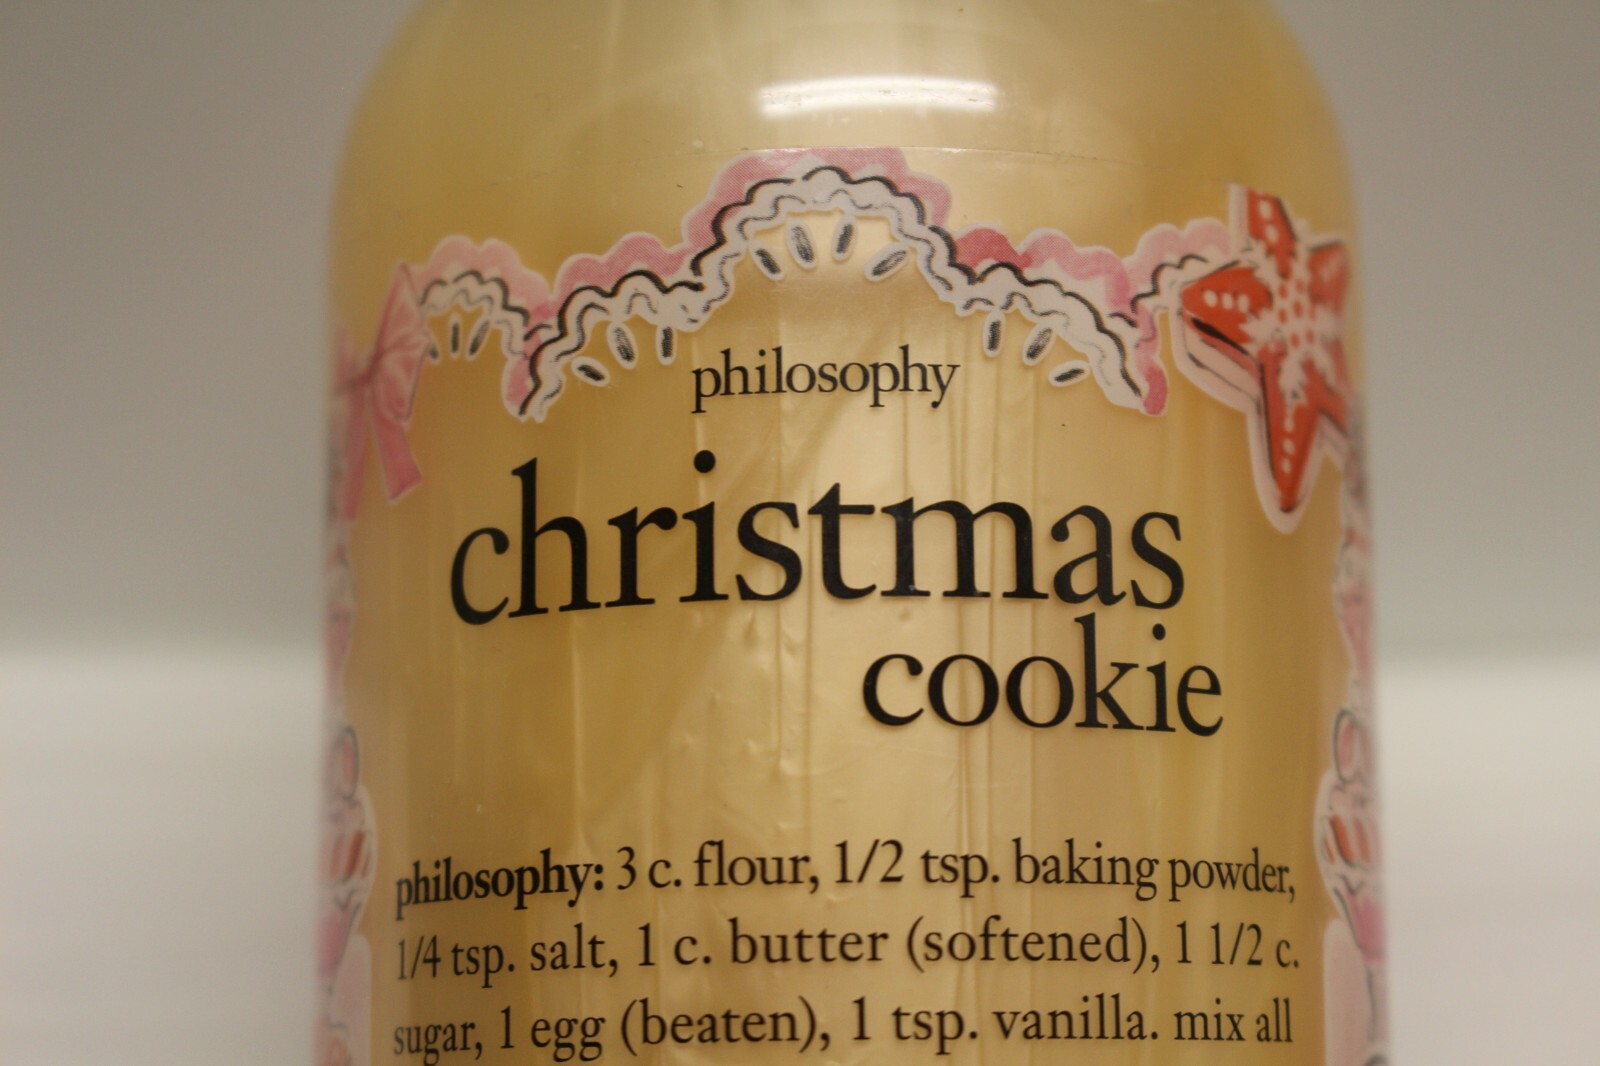 philosophy
christmas
cookie
philosophy: 3 c. flour, 1/2 tsp. baking powder,
1/4 tsp. salt, 1 c. butter (softened), 1 1/2 c.
sugar, 1 egg (beaten), 1 tsp. vanilla. mix all